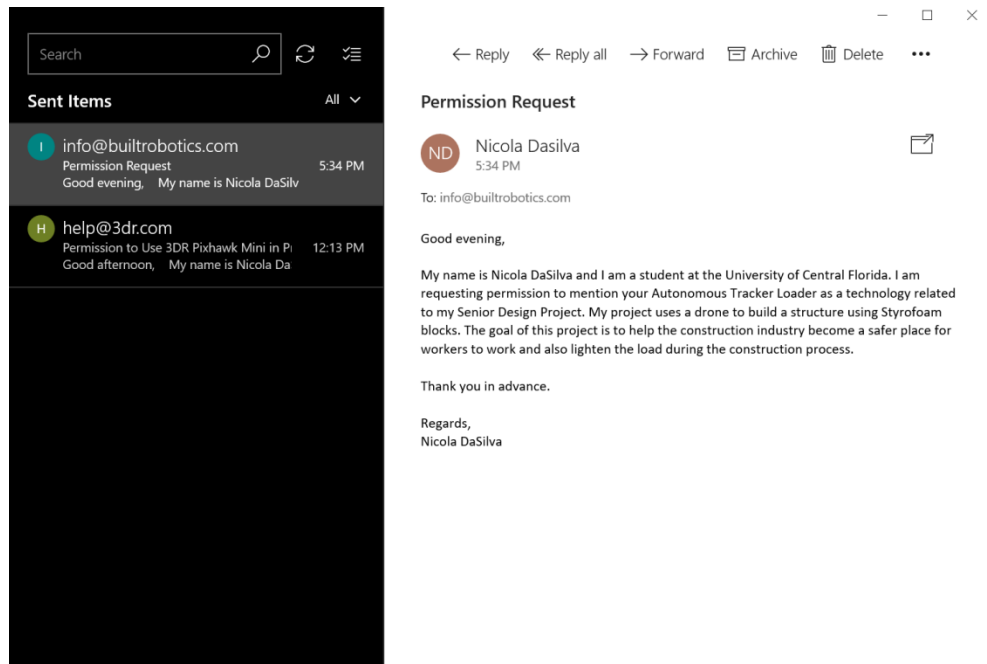 Search
Sent Items
All
I
info@builtrobotics.com
Permission Request
5:34 PM
Good evening, My name is Nicola DaSilv
H
help@3dr.com
Permission to Use 3DR Pixhawk Mini in P
12:13 PM
Good afternoon, My name is Nicola Da
Reply
Reply all
Forward
Archive
Delete
Permission Request
ND
Nicola Dasilva
5:34 PM
To: info@builtrobotics.com
Good evening,
My name is Nicola DaSilva and I am a student at the University of Central Florida. I am
requesting permission to mention your Autonomous Tracker Loader as a technology related
to my Senior Design Project. My project uses a drone to build a structure using Styrofoam
blocks. The goal of this project is to help the construction industry become a safer place for
workers to work and also lighten the load during the construction process.
Thank you in advance.
Regards,
Nicola DaSilva